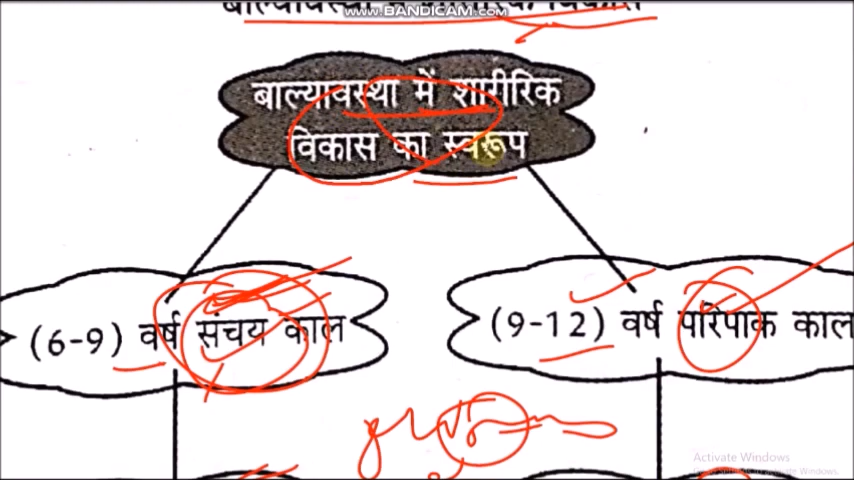 WWW.BANDICAM.COM
बाल्यावस्था में शारीरिक
विकास का स्वरूप
(6-9) वर्ष संचय काल
(9-12) वर्ष परिपाक काल
Activate Windows